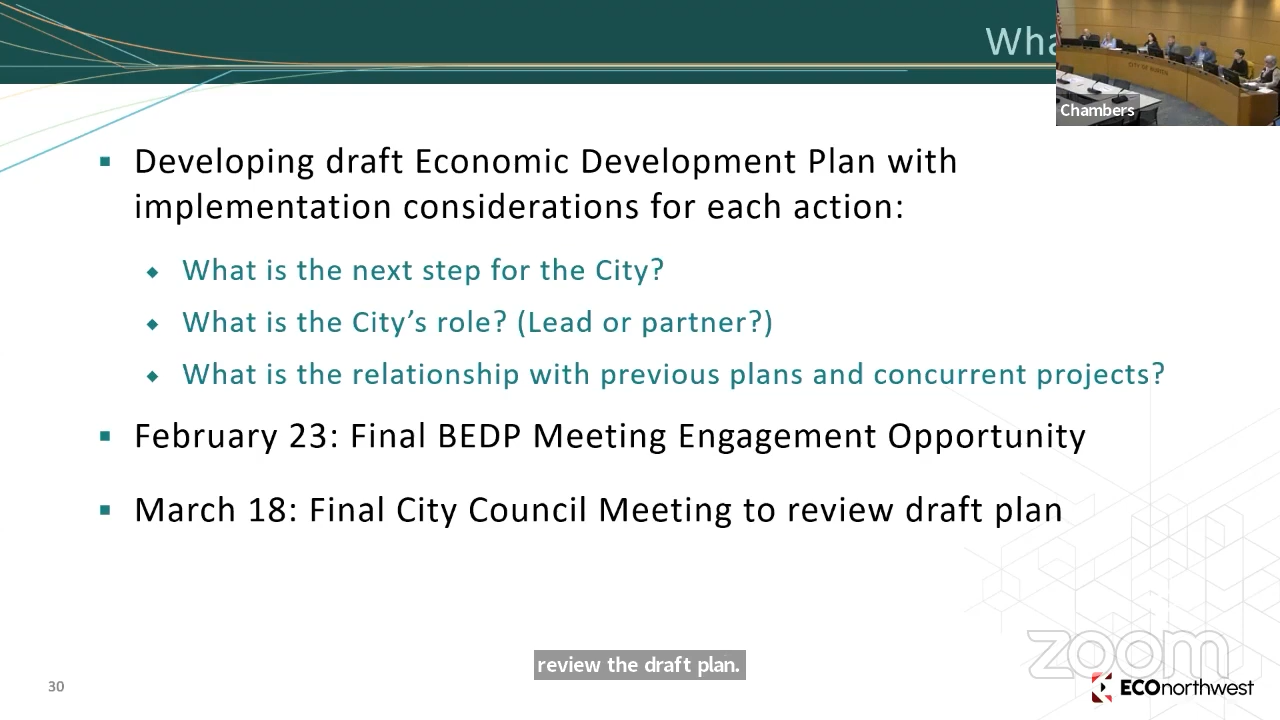 Wha
Chambers
Developing draft Economic Development Plan with
implementation considerations for each action:
What is the next step for the City?
What is the City’s role? (Lead or partner?)
What is the relationship with previous plans and concurrent projects?
February 23: Final BEDP Meeting Engagement Opportunity
March 18: Final City Council Meeting to review draft plan
review the draft plan.
zoom
30
ECOnorthwest